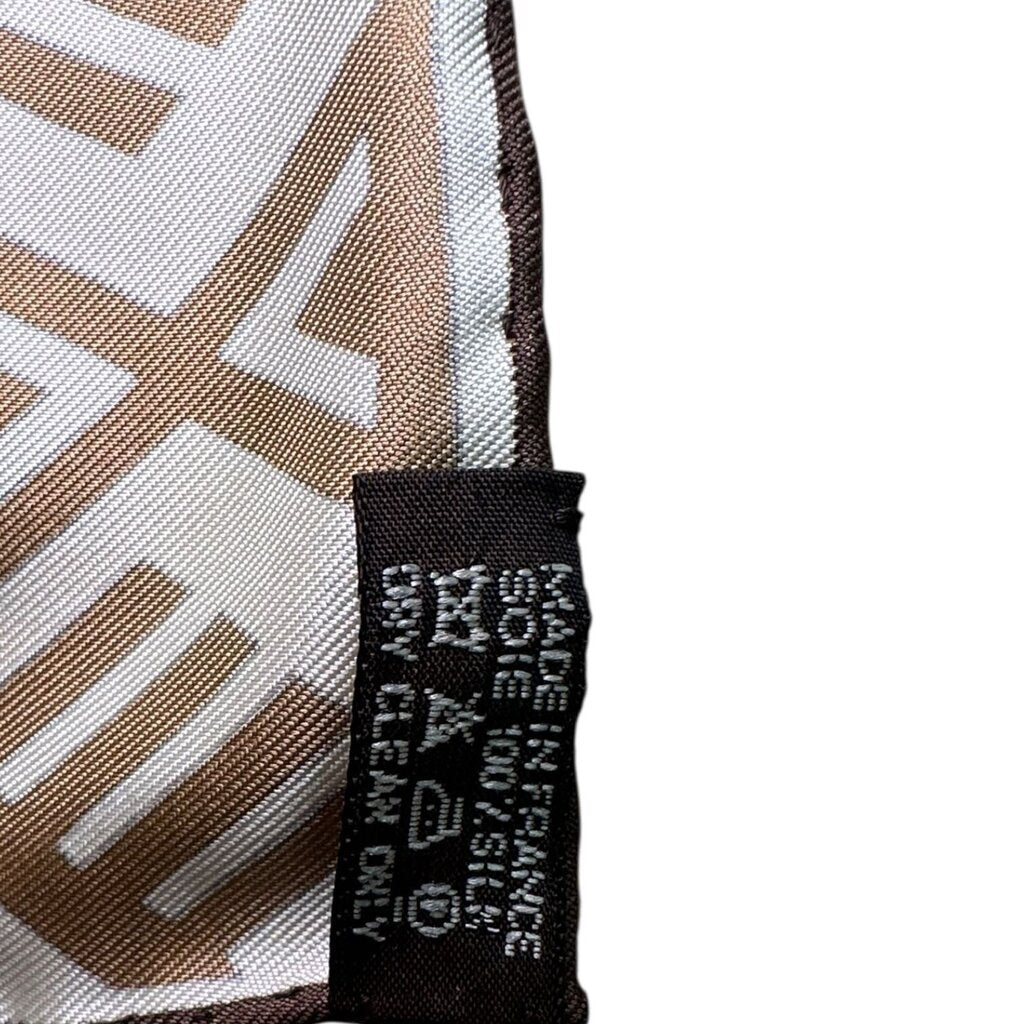 MADE IN FRANCE
SOIE 100% SILK
DRY CLEAN ONLY